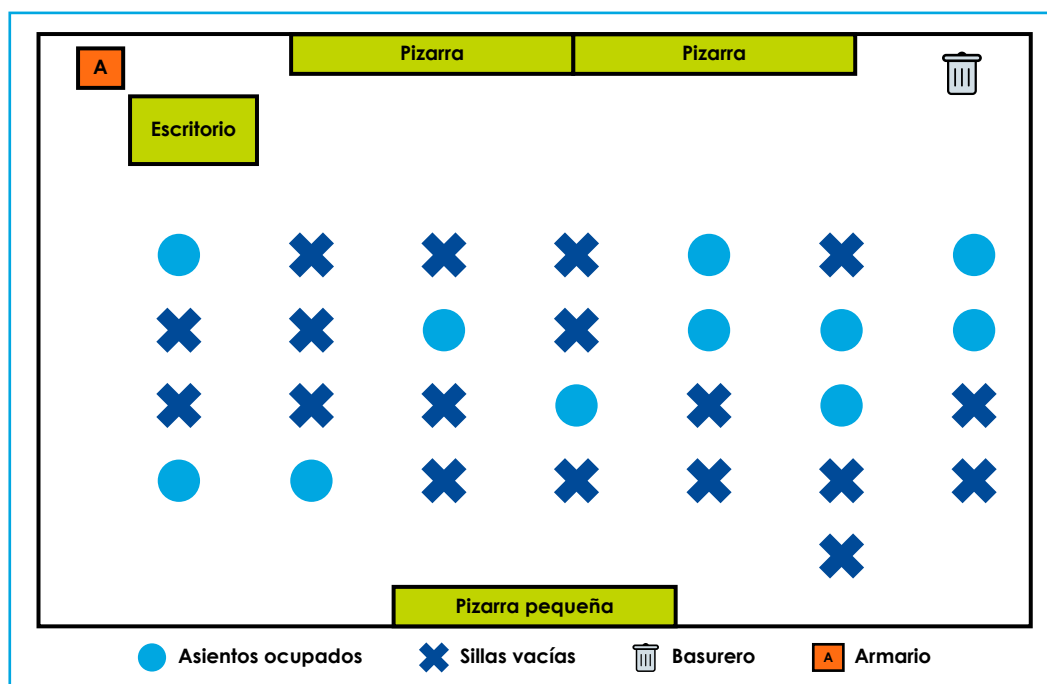 A
Pizarra
Pizarra
Escritorio
Pizarra pequeña
Asientos ocupados
Sillas vacías
Basurero
A
Armario